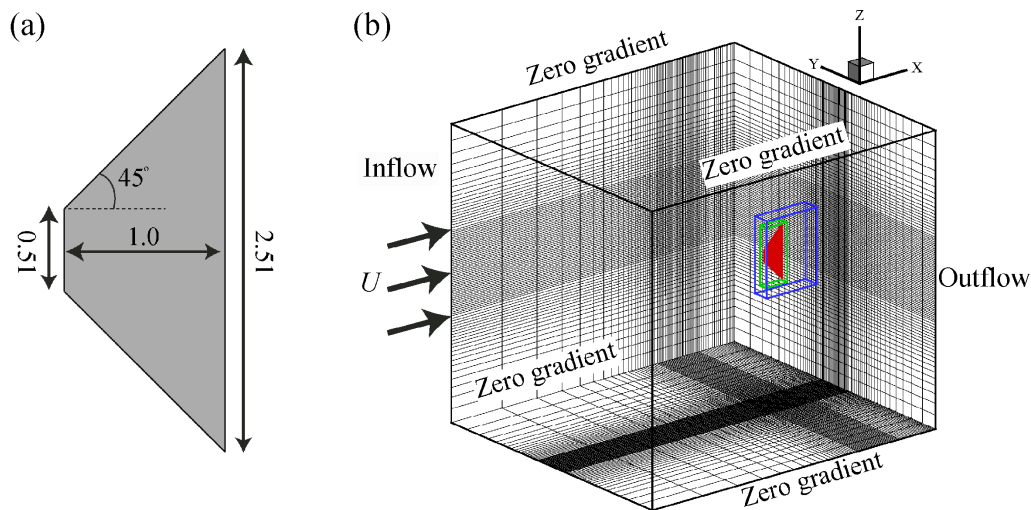 (a)
45°
0.51
1.0
2.51
(b)
Z
Y
X
Zero gradient
Zero gradient
Inflow
U
Outflow
Zero gradient
Zero gradient